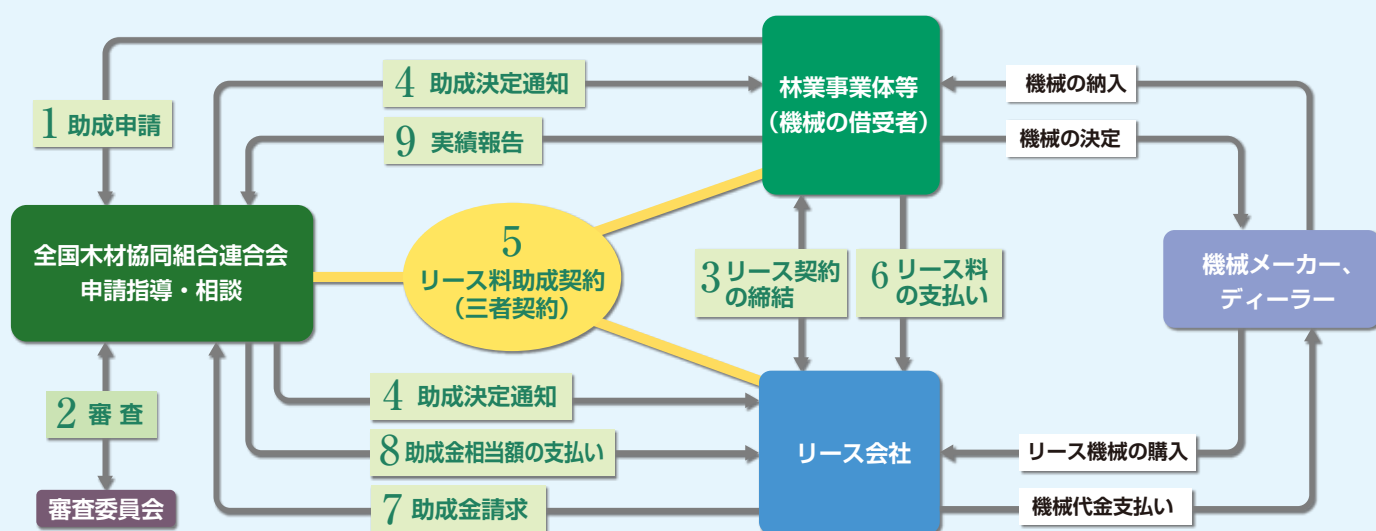 林業事業体等
（機械の借受者）
4 助成決定通知
機械の納入
1 助成申請
9 実績報告
機械の決定
全国木材協同組合連合会
申請指導・相談
5
リース料助成契約
（三者契約）
3 リース契約
の締結
6 リース料
の支払い
機械メーカー、
ディーラー
4 助成決定通知
2 審 査
8 助成金相当額の支払い
リース会社
リース機械の購入
審査委員会
7 助成金請求
機械代金支払い